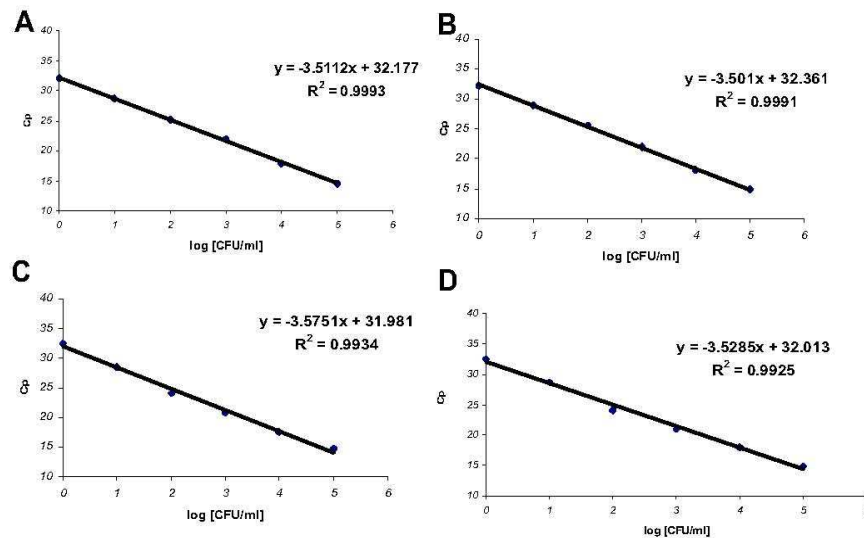 A
y = -3.5112x + 32.177
R² = 0.9993
40
35
30
25
20
15
10
Cp
0 1 2 3 4 5 6
log [CFU/ml]
B
y = -3.501x + 32.361
R² = 0.9991
40
35
30
25
20
15
10
Cp
0 1 2 3 4 5 6
log [CFU/ml]
C
y = -3.5751x + 31.981
R² = 0.9934
40
35
30
25
20
15
10
Cp
0 1 2 3 4 5 6
log [CFU/ml]
D
y = -3.5285x + 32.013
R² = 0.9925
40
35
30
25
20
15
10
Cp
0 1 2 3 4 5
log [CFU/ml]